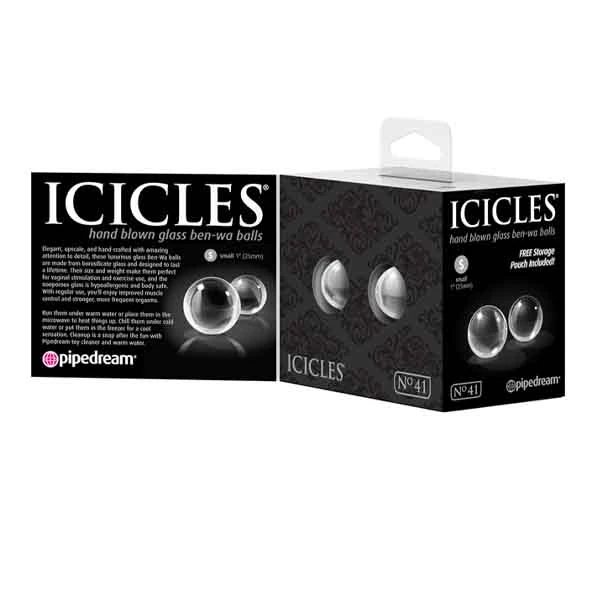 ICICLES®
hand blown glass ben-wa balls
Elegant, upscale, and hand-crafted with amazing
attention to detail, these luxurious glass Ben-Wa balls
are made from borosilicate glass and designed to last
a lifetime. Their size and weight make them perfect
for vaginal stimulation and exercise use, and the
nonporous glass is hypoallergenic and body safe.
With regular use, you'll enjoy improved muscle
control and stronger, more frequent orgasms.
S small 1" (25mm)
Run them under warm water or place them in the
microwave to heat things up. Chill them under cold
water or put them in the freezer for a cool
sensation. Cleanup is a snap after the fun with
Pipedream toy cleaner and warm water.
pipedream®
ICICLES®
No 41
ICICLES®
hand blown glass ben-wa balls
FREE Storage
Pouch Included!
S
small
1" (25mm)
No 41
pipedream®